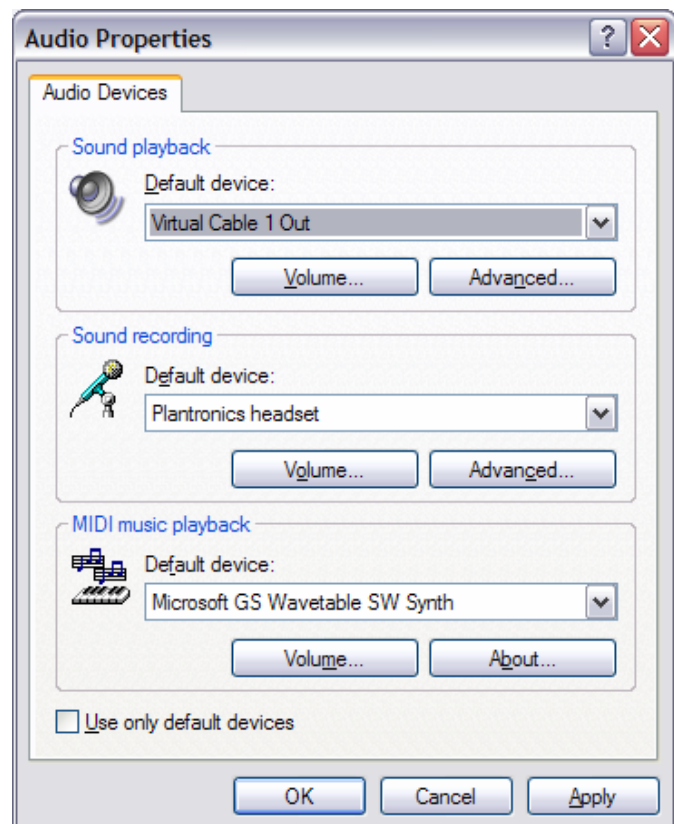 Audio Properties
Audio Devices
Sound playback
Default device:
Virtual Cable 1 Out
Volume... Advanced...
Sound recording
Default device:
Plantronics headset
Volume... Advanced...
MIDI music playback
Default device:
Microsoft GS Wavetable SW Synth
Volume... About...
Use only default devices
OK Cancel Apply